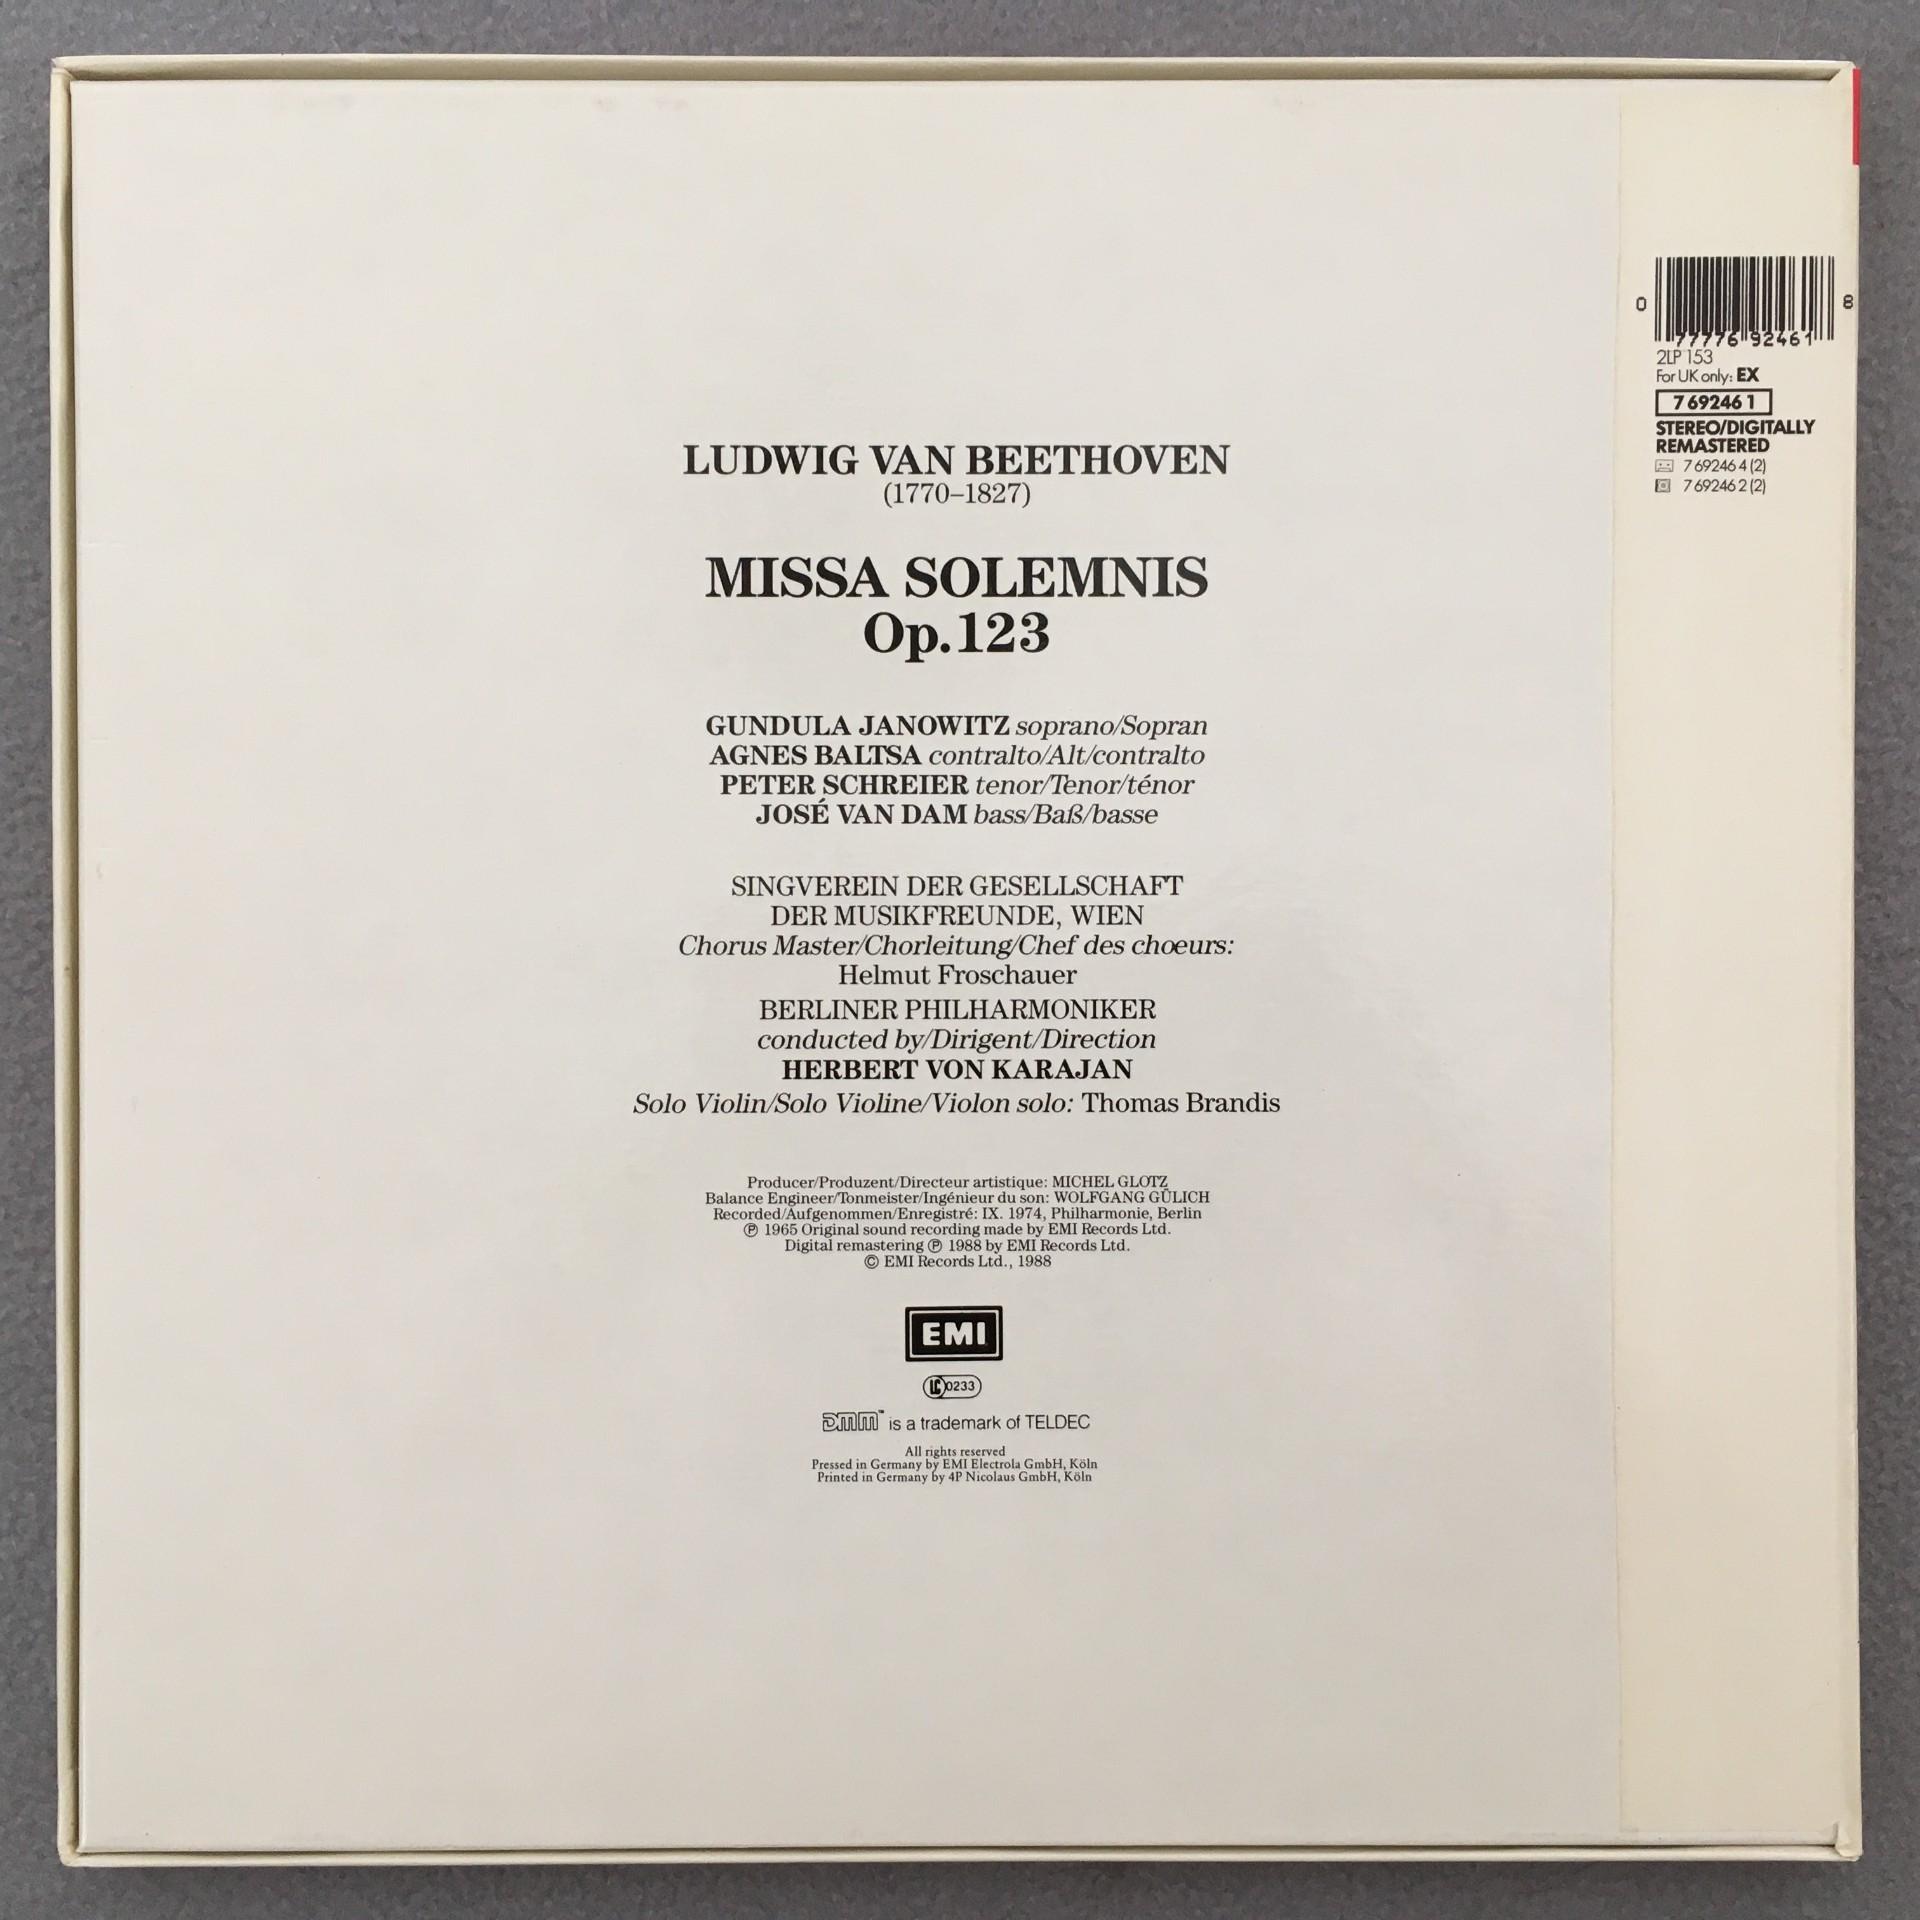 LUDWIG VAN BEETHOVEN
(1770–1827)
MISSA SOLEMNIS
Op.123
GUNDULA JANOWITZ soprano/Sopran
AGNES BALTSA contralto/Alt/contralto
PETER SCHREIER tenor/Tenor/ténor
JOSÉ VAN DAM bass/Baß/basse
SINGVEREIN DER GESELLSCHAFT
DER MUSIKFREUNDE, WIEN
Chorus Master/Chorleitung/Chef des chœurs:
Helmut Froschauer
BERLINER PHILHARMONIKER
conducted by/Dirigent/Direction
HERBERT VON KARAJAN
Solo Violin/Solo Violine/Violon solo: Thomas Brandis
Producer/Produzent/Directeur artistique: MICHEL GLOTZ
Balance Engineer/Tonmeister/Ingénieur du son: WOLFGANG GÜLICH
Recorded/Aufgenommen/Enregistré: IX. 1974, Philharmonie, Berlin
℗ 1965 Original sound recording made by EMI Records Ltd.
Digital remastering ℗ 1988 by EMI Records Ltd.
© EMI Records Ltd., 1988
EMI
LC 0233
DMM™ is a trademark of TELDEC
All rights reserved
Pressed in Germany by EMI Electrola GmbH, Köln
Printed in Germany by 4P Nicolaus GmbH, Köln
0 77776 92461 8
2LP 153
For UK only: EX
7 69246 1
STEREO/DIGITALLY
REMASTERED
7 69246 4 (2)
7 69246 2 (2)